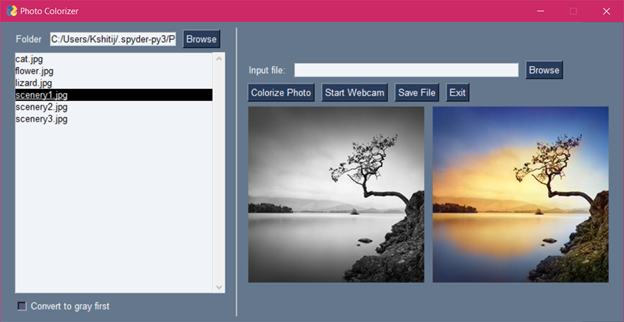 Photo Colorizer
Folder C:/Users/Kshitij/.spyder-py3/P Browse
cat.jpg
flower.jpg
lizard.jpg
scenery1.jpg
scenery2.jpg
scenery3.jpg
Convert to gray first
Input file: Browse
Colorize Photo Start Webcam Save File Exit